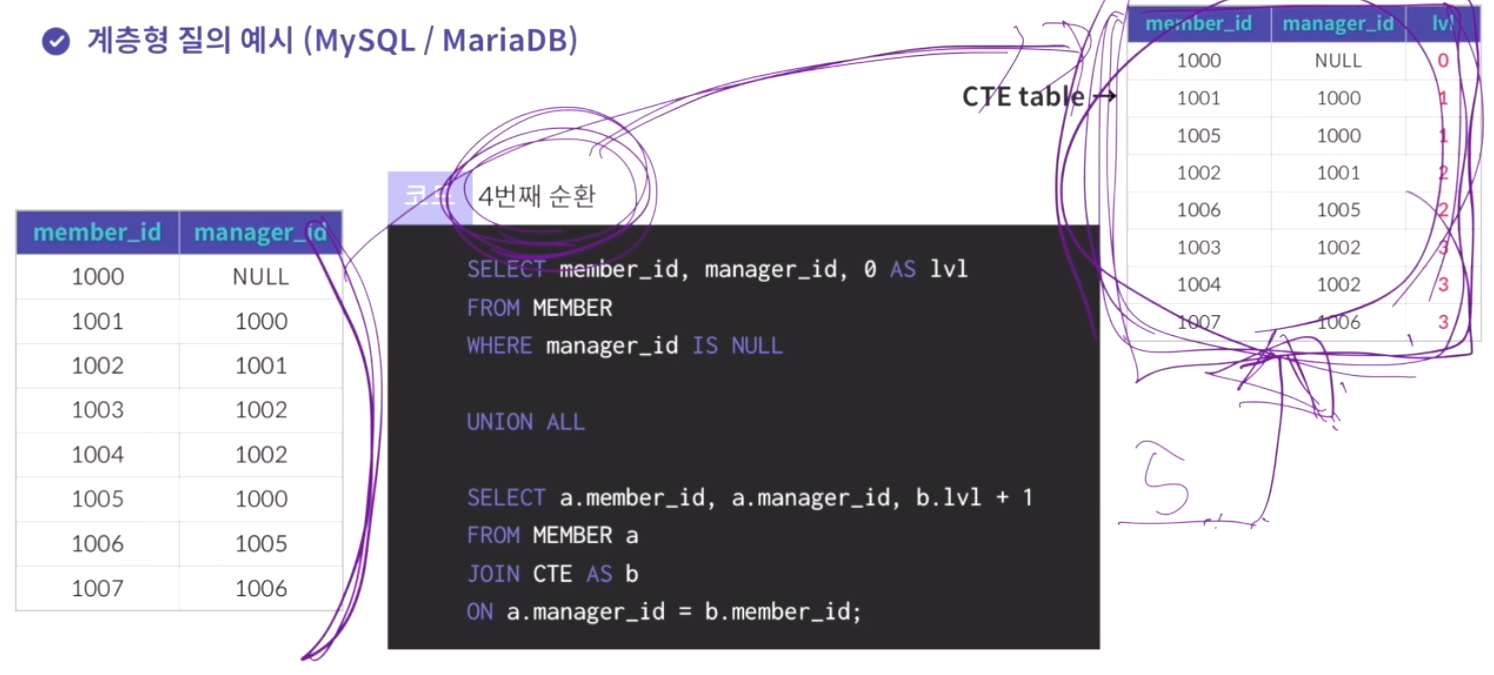 계층형 질의 예시 (MySQL / MariaDB)
member_id manager_id lvl
1000 NULL 0
1001 1000 1
1005 1000 1
1002 1001 2
1006 1005 2
1003 1002 3
1004 1002 3
1007 1006 3
CTE table →
코드 4번째 순환
member_id manager_id
1000 NULL
1001 1000
1002 1001
1003 1002
1004 1002
1005 1000
1006 1005
1007 1006
SELECT member_id, manager_id, 0 AS lvl
FROM MEMBER
WHERE manager_id IS NULL
UNION ALL
SELECT a.member_id, a.manager_id, b.lvl + 1
FROM MEMBER a
JOIN CTE AS b
ON a.manager_id = b.member_id;
5